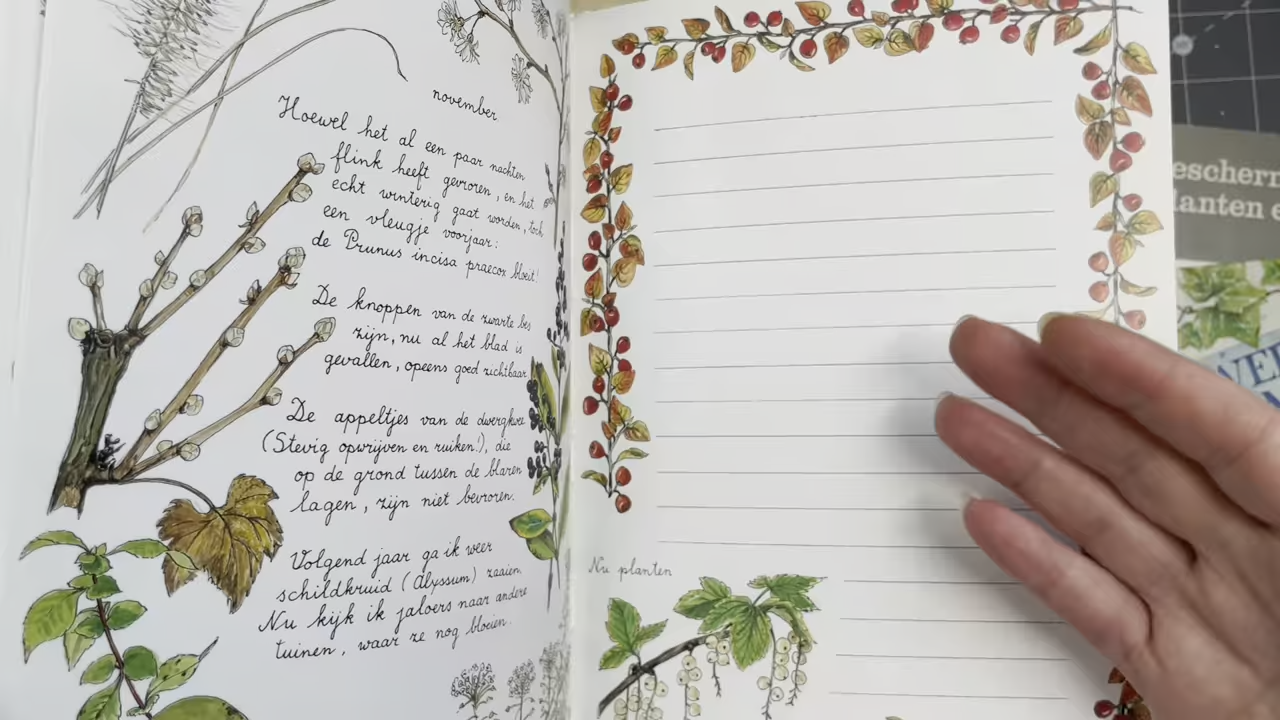 november
Hoewel het al een paar nachten
flink heeft gevroren, en het
echt winterig gaat worden, toch
een vleugje voorjaar:
de Prunus incisa praecox bloeit!
De knoppen van de zwarte bes
zijn, nu al het blad is
gevallen, opeens goed zichtbaar
De appeltjes van de dwergkwee
(Stevig opwrijven en ruiken!), die
op de grond tussen de blaren
lagen, zijn niet bevroren.
Volgend jaar ga ik weer
schildkruid (Alyssum) zaaien.
Nu kijk ik jaloers naar andere
tuinen, waar ze nog bloeien.
Nu planten
escherm
lanten e